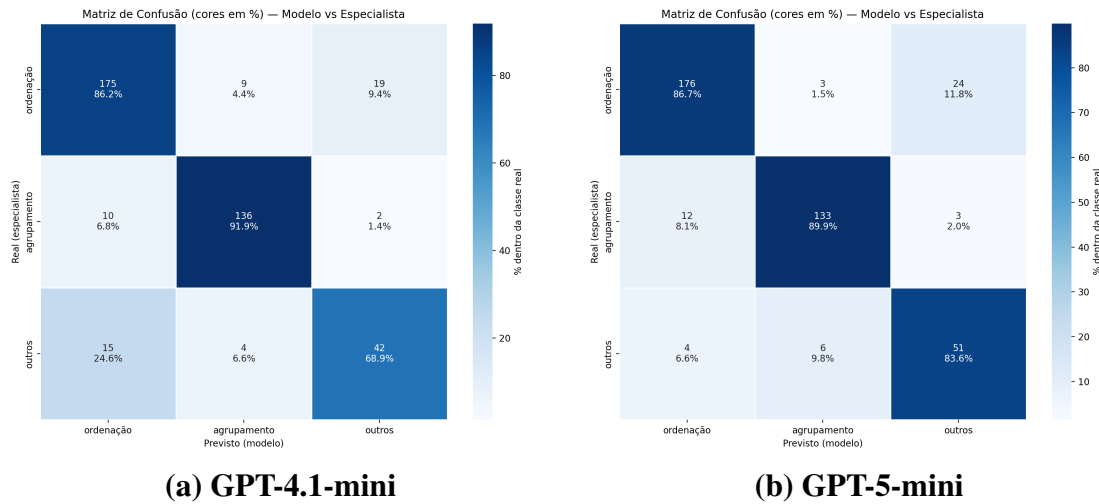 Matriz de Confusão (cores em %) — Modelo vs Especialista
ordenação
agrupamento
outros
Real (especialista)
175
86.2%
9
4.4%
19
9.4%
10
6.8%
136
91.9%
2
1.4%
15
24.6%
4
6.6%
42
68.9%
ordenação
agrupamento
outros
Previsto (modelo)
80
60
40
20
% dentro da classe real
(a) GPT-4.1-mini
Matriz de Confusão (cores em %) — Modelo vs Especialista
ordenação
agrupamento
outros
Real (especialista)
176
86.7%
3
1.5%
24
11.8%
12
8.1%
133
89.9%
3
2.0%
4
6.6%
6
9.8%
51
83.6%
ordenação
agrupamento
outros
Previsto (modelo)
80
70
60
50
40
30
20
10
% dentro da classe real
(b) GPT-5-mini